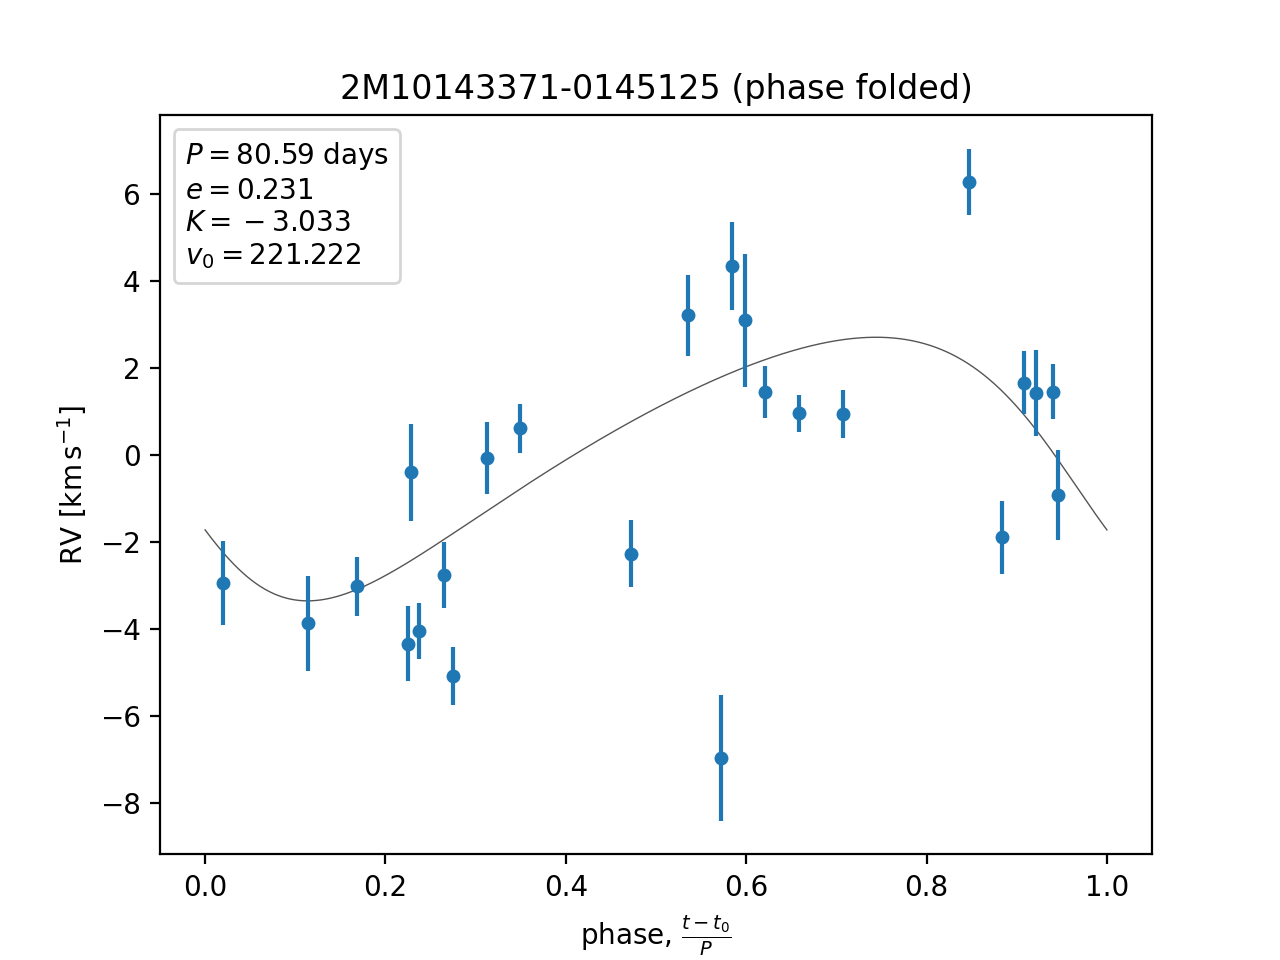 2M10143371-0145125 (phase folded)
P = 80.59 days
e = 0.231
K = −3.033
v₀ = 221.222
RV [km s⁻¹]
6
4
2
0
−2
−4
−6
−8
0.0 0.2 0.4 0.6 0.8 1.0
phase, (t − t₀)/P